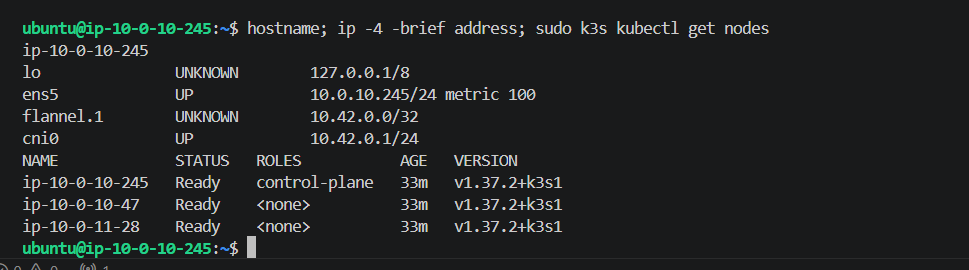 ubuntu@ip-10-0-10-245:~$ hostname; ip -4 -brief address; sudo k3s kubectl get nodes
ip-10-0-10-245
lo UNKNOWN 127.0.0.1/8
ens5 UP 10.0.10.245/24 metric 100
flannel.1 UNKNOWN 10.42.0.0/32
cni0 UP 10.42.0.1/24
NAME STATUS ROLES AGE VERSION
ip-10-0-10-245 Ready control-plane 33m v1.37.2+k3s1
ip-10-0-10-47 Ready <none> 33m v1.37.2+k3s1
ip-10-0-11-28 Ready <none> 33m v1.37.2+k3s1
ubuntu@ip-10-0-10-245:~$